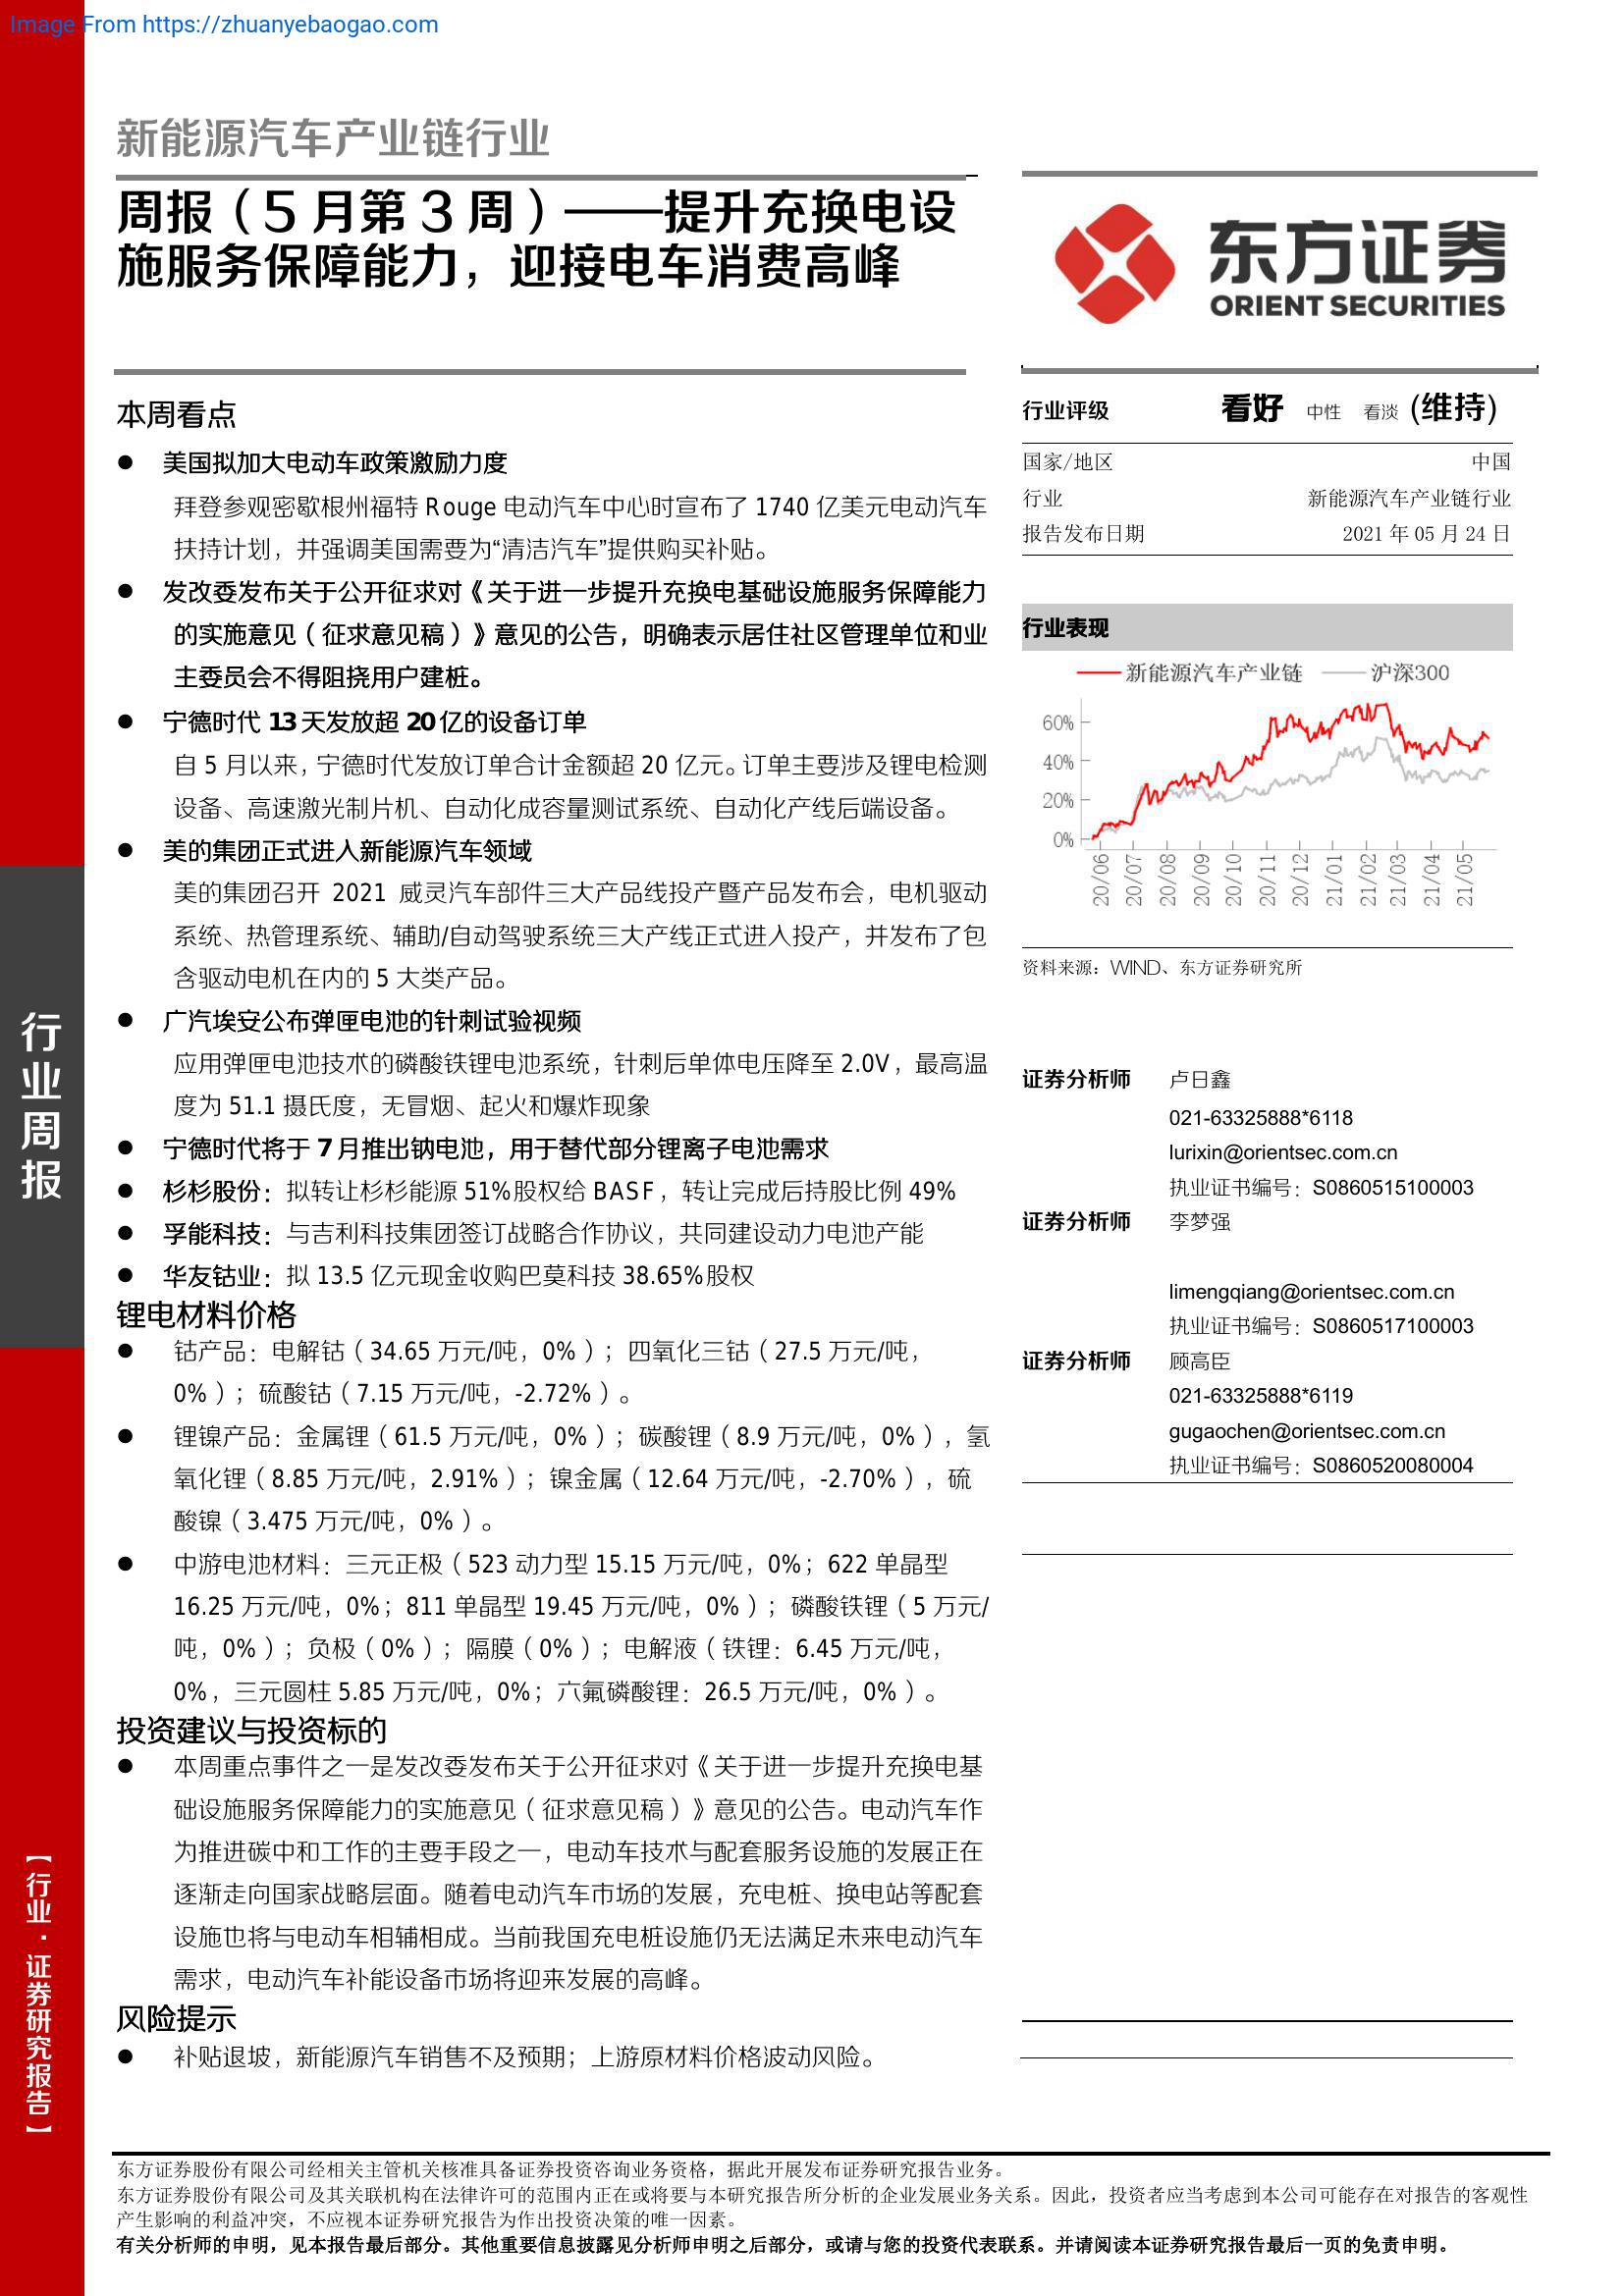 Image From https://zhuanyebaogao.com
新能源汽车产业链行业
周报（5 月第 3 周）——提升充换电设
施服务保障能力，迎接电车消费高峰
东方证券
ORIENT SECURITIES
本周看点
● 美国拟加大电动车政策激励力度
拜登参观密歇根州福特 Rouge 电动汽车中心时宣布了 1740 亿美元电动汽车
扶持计划，并强调美国需要为“清洁汽车”提供购买补贴。
● 发改委发布关于公开征求对《关于进一步提升充换电基础设施服务保障能力
的实施意见（征求意见稿）》意见的公告，明确表示居住社区管理单位和业
主委员会不得阻挠用户建桩。
● 宁德时代 13 天发放超 20 亿的设备订单
自 5 月以来，宁德时代发放订单合计金额超 20 亿元。订单主要涉及锂电检测
设备、高速激光制片机、自动化成容量测试系统、自动化产线后端设备。
● 美的集团正式进入新能源汽车领域
美的集团召开 2021 威灵汽车部件三大产品线投产暨产品发布会，电机驱动
系统、热管理系统、辅助/自动驾驶系统三大产线正式进入投产，并发布了包
含驱动电机在内的 5 大类产品。
● 广汽埃安公布弹匣电池的针刺试验视频
应用弹匣电池技术的磷酸铁锂电池系统，针刺后单体电压降至 2.0V，最高温
度为 51.1 摄氏度，无冒烟、起火和爆炸现象
● 宁德时代将于 7 月推出钠电池，用于替代部分锂离子电池需求
● 杉杉股份：拟转让杉杉能源 51%股权给 BASF，转让完成后持股比例 49%
● 孚能科技：与吉利科技集团签订战略合作协议，共同建设动力电池产能
● 华友钴业：拟 13.5 亿元现金收购巴莫科技 38.65%股权
锂电材料价格
● 钴产品：电解钴（34.65 万元/吨，0%）；四氧化三钴（27.5 万元/吨，
0%）；硫酸钴（7.15 万元/吨，-2.72%）。
● 锂镍产品：金属锂（61.5 万元/吨，0%）；碳酸锂（8.9 万元/吨，0%），氢
氧化锂（8.85 万元/吨，2.91%）；镍金属（12.64 万元/吨，-2.70%），硫
酸镍（3.475 万元/吨，0%）。
● 中游电池材料：三元正极（523 动力型 15.15 万元/吨，0%；622 单晶型
16.25 万元/吨，0%；811 单晶型 19.45 万元/吨，0%）；磷酸铁锂（5 万元/
吨，0%）；负极（0%）；隔膜（0%）；电解液（铁锂：6.45 万元/吨，
0%，三元圆柱 5.85 万元/吨，0%；六氟磷酸锂：26.5 万元/吨，0%）。
投资建议与投资标的
● 本周重点事件之一是发改委发布关于公开征求对《关于进一步提升充换电基
础设施服务保障能力的实施意见（征求意见稿）》意见的公告。电动汽车作
为推进碳中和工作的主要手段之一，电动车技术与配套服务设施的发展正在
逐渐走向国家战略层面。随着电动汽车市场的发展，充电桩、换电站等配套
设施也将与电动车相辅相成。当前我国充电桩设施仍无法满足未来电动汽车
需求，电动汽车补能设备市场将迎来发展的高峰。
风险提示
● 补贴退坡，新能源汽车销售不及预期；上游原材料价格波动风险。
行业评级 看好 中性 看淡 (维持)
国家/地区 中国
行业 新能源汽车产业链行业
报告发布日期 2021 年 05 月 24 日
行业表现
新能源汽车产业链 沪深300
60%
40%
20%
0%
20/06 20/07 20/08 20/09 20/10 20/11 20/12 21/01 21/02 21/03 21/04 21/05
资料来源：WIND、东方证券研究所
证券分析师 卢日鑫
021-63325888*6118
lurixin@orientsec.com.cn
执业证书编号：S0860515100003
证券分析师 李梦强
limengqiang@orientsec.com.cn
执业证书编号：S0860517100003
证券分析师 顾高臣
021-63325888*6119
gugaochen@orientsec.com.cn
执业证书编号：S0860520080004
行业周报
【行业·证券研究报告】
东方证券股份有限公司经相关主管机关核准具备证券投资咨询业务资格，据此开展发布证券研究报告业务。
东方证券股份有限公司及其关联机构在法律许可的范围内正在或将要与本研究报告所分析的企业发展业务关系。因此，投资者应当考虑到本公司可能存在对报告的客观性
产生影响的利益冲突，不应视本证券研究报告为作出投资决策的唯一因素。
有关分析师的申明，见本报告最后部分。其他重要信息披露见分析师申明之后部分，或请与您的投资代表联系。并请阅读本证券研究报告最后一页的免责申明。